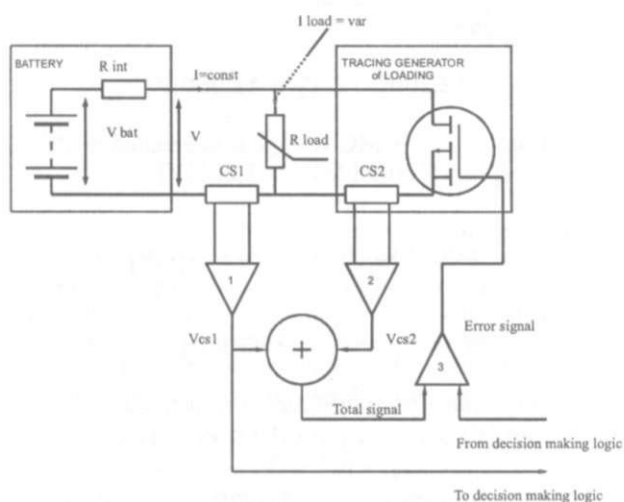 I load = var
BATTERY
R int
I=const
TRACING GENERATOR
of LOADING
V bat
V
R load
CS1
CS2
1
2
Vcs1
+
Vcs2
3
Error signal
Total signal
From decision making logic
To decision making logic